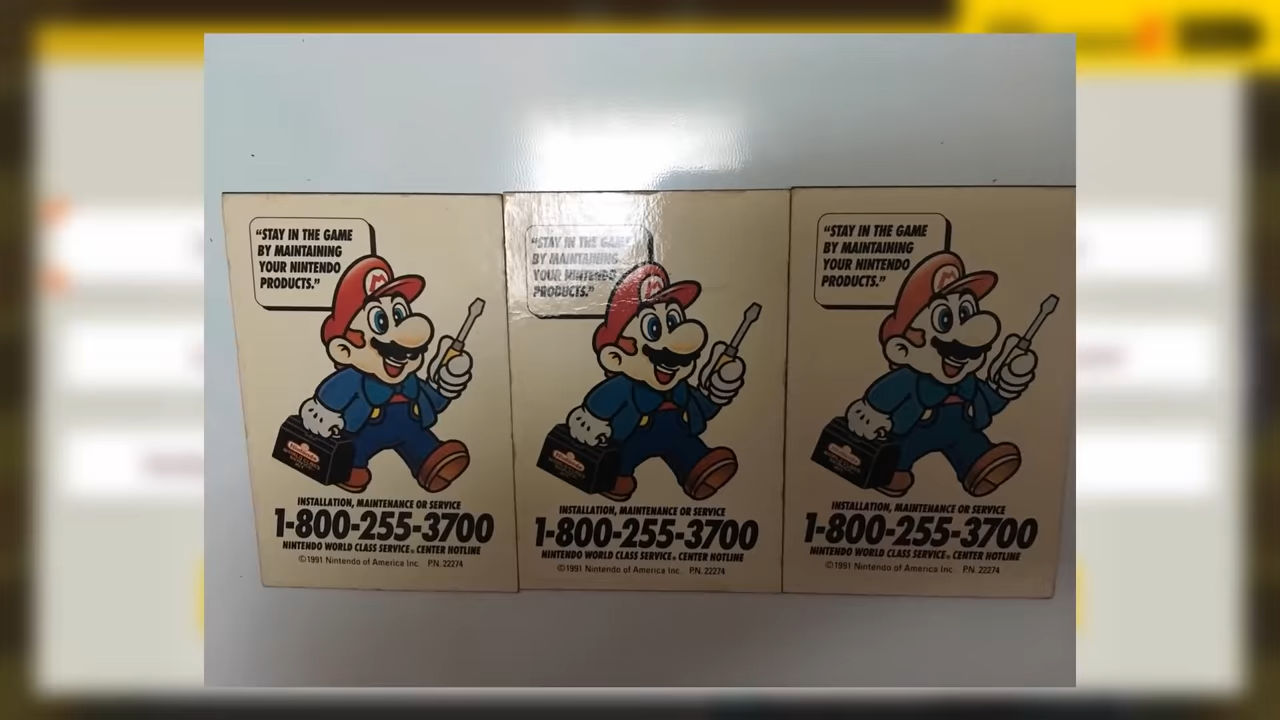 "STAY IN THE GAME
BY MAINTAINING
YOUR NINTENDO
PRODUCTS."
INSTALLATION, MAINTENANCE OR SERVICE
1-800-255-3700
NINTENDO WORLD CLASS SERVICE® CENTER HOTLINE
©1991 Nintendo of America Inc. P.N. 22274
"STAY IN THE GAME
BY MAINTAINING
YOUR NINTENDO
PRODUCTS."
INSTALLATION, MAINTENANCE OR SERVICE
1-800-255-3700
NINTENDO WORLD CLASS SERVICE® CENTER HOTLINE
©1991 Nintendo of America Inc. P.N. 22274
"STAY IN THE GAME
BY MAINTAINING
YOUR NINTENDO
PRODUCTS."
INSTALLATION, MAINTENANCE OR SERVICE
1-800-255-3700
NINTENDO WORLD CLASS SERVICE® CENTER HOTLINE
©1991 Nintendo of America Inc. P.N. 22274